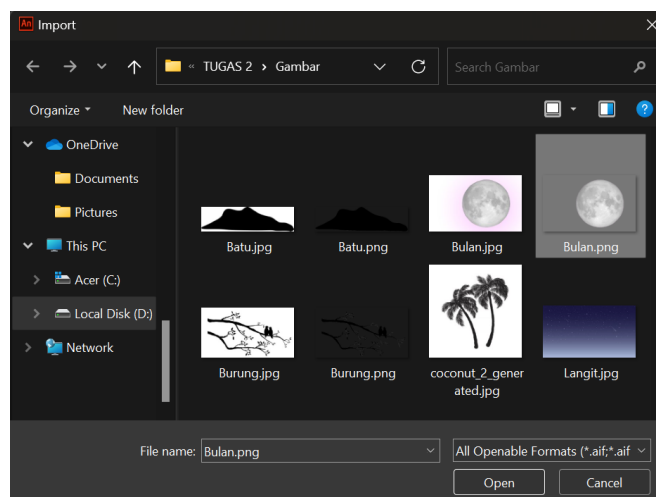 An Import
« TUGAS 2 > Gambar
Search Gambar
Organize
New folder
OneDrive
Documents
Pictures
This PC
Acer (C:)
Local Disk (D:)
Network
Batu.jpg
Batu.png
Bulan.jpg
Bulan.png
Burung.jpg
Burung.png
coconut_2_gener
ated.jpg
Langit.jpg
File name: Bulan.png
All Openable Formats (*.aif;*.aif
Open
Cancel